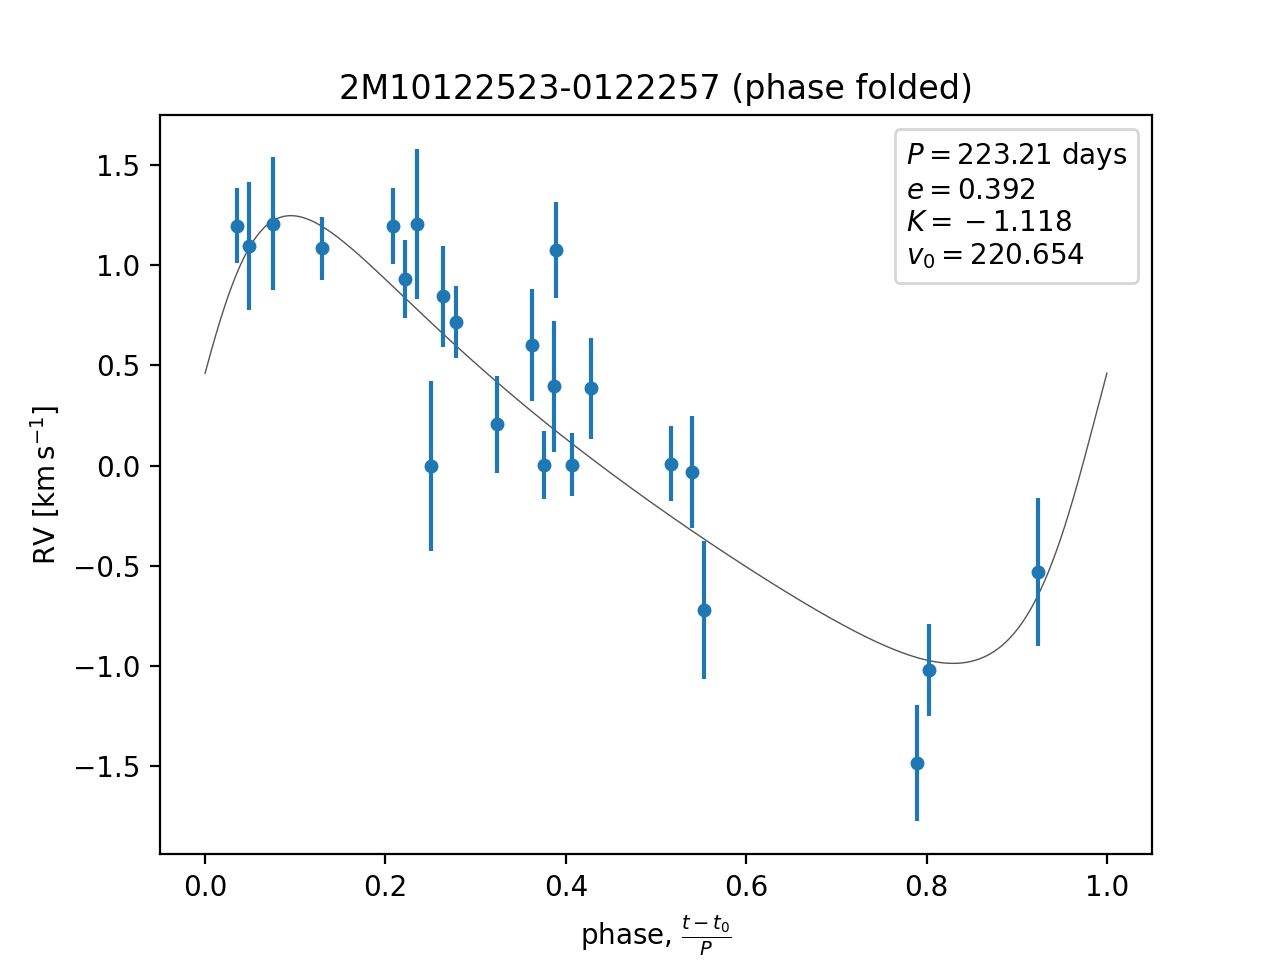 2M10122523-0122257 (phase folded)
P = 223.21 days
e = 0.392
K = −1.118
v₀ = 220.654
RV [km s⁻¹]
1.5
1.0
0.5
0.0
−0.5
−1.0
−1.5
0.0 0.2 0.4 0.6 0.8 1.0
phase, (t − t₀)/P